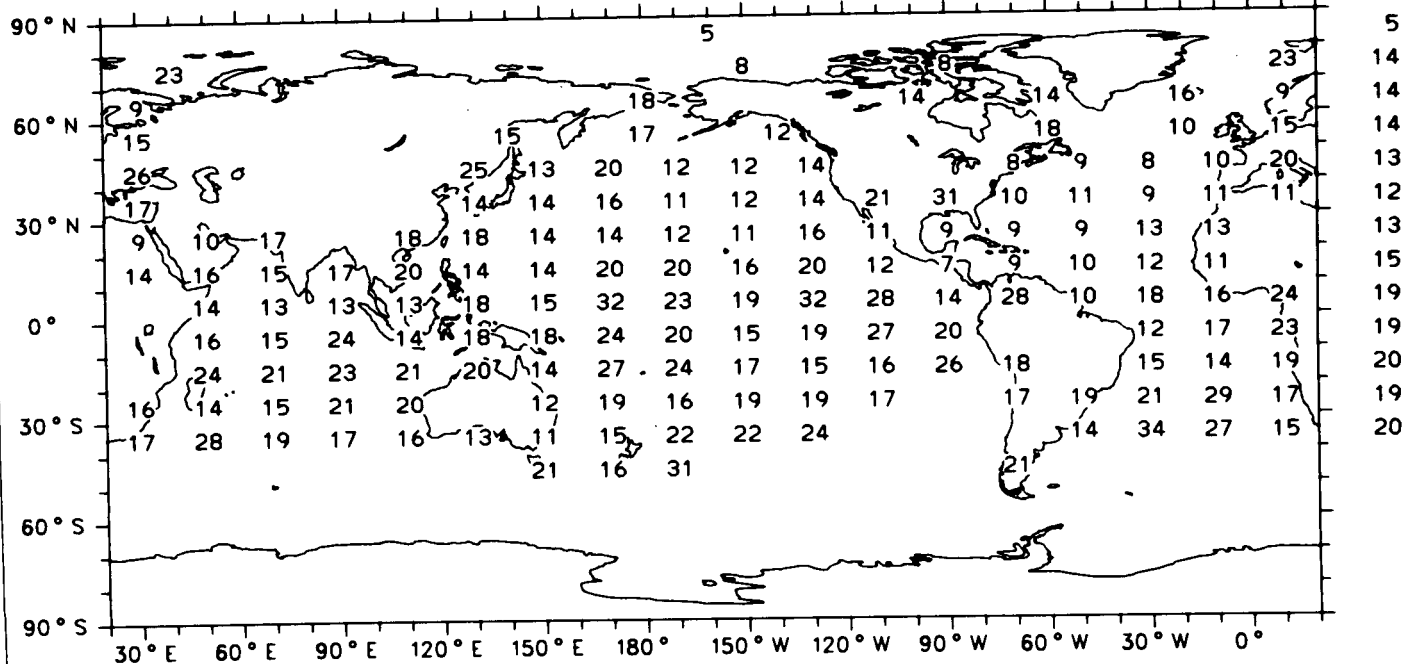 90° N 5 5
8 8 23 14
23
18 14 14 16 9 14
9
60° N 15 17 12 18 10 15 14
15
26 25 13 20 12 12 14 8 9 8 10 20 13
17 14 14 16 11 12 14 21 31 10 11 9 11 11 12
30° N
9 10 17 18 18 14 14 12 11 16 11 9 9 9 13 13 13
14 16 15 17 20 14 14 20 20 16 20 12 7 9 10 12 11 15
14 13 13 13 18 15 32 23 19 32 28 14 28 10 18 16 24 19
0°
16 15 24 14 18 18 24 20 15 19 27 20 12 17 23 19
24 21 23 21 20 14 27 24 17 15 16 26 18 15 14 19 20
16 14 15 21 20 12 19 16 19 19 17 17 19 21 29 17 19
30° S
17 28 19 17 16 13 11 15 22 22 24 14 34 27 15 20
21 16 31 21
60° S
90° S
30° E 60° E 90° E 120° E 150° E 180° 150° W 120° W 90° W 60° W 30° W 0°